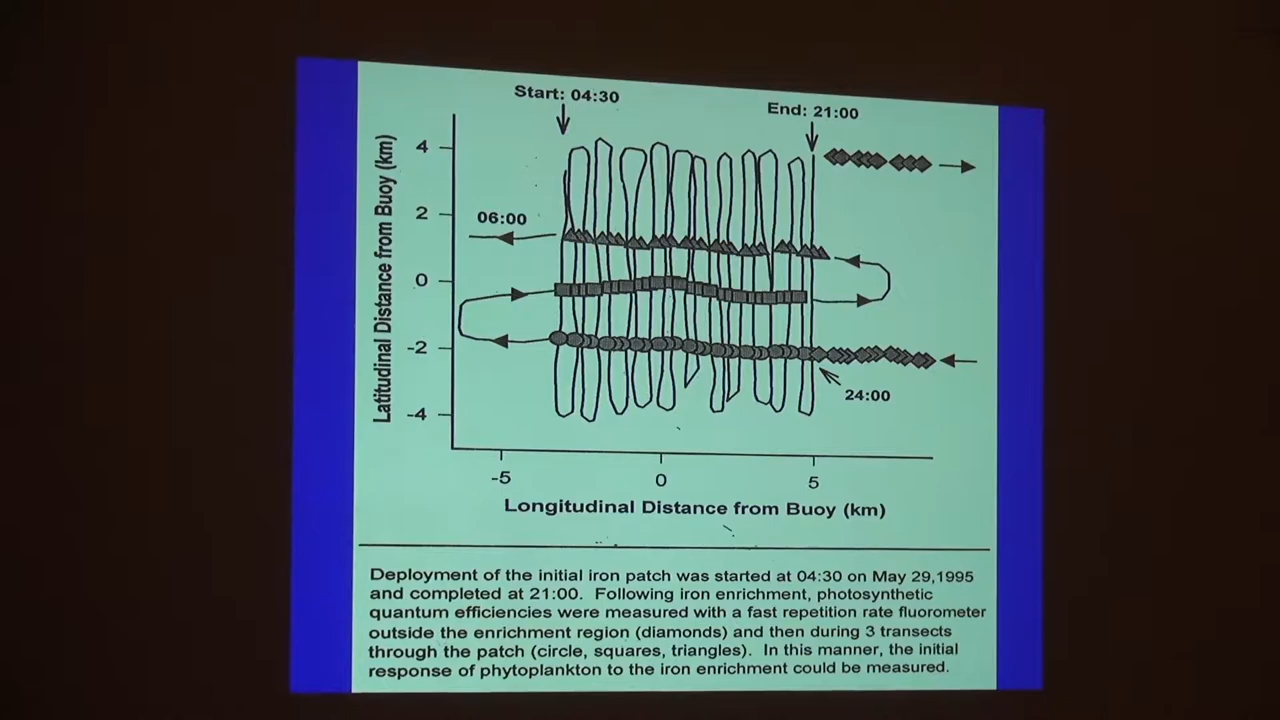 Start: 04:30
End: 21:00
Latitudinal Distance from Buoy (km)
4
2
0
-2
-4
06:00
24:00
-5
0
5
Longitudinal Distance from Buoy (km)
Deployment of the initial iron patch was started at 04:30 on May 29,1995
and completed at 21:00. Following iron enrichment, photosynthetic
quantum efficiencies were measured with a fast repetition rate fluorometer
outside the enrichment region (diamonds) and then during 3 transects
through the patch (circle, squares, triangles). In this manner, the initial
response of phytoplankton to the iron enrichment could be measured.